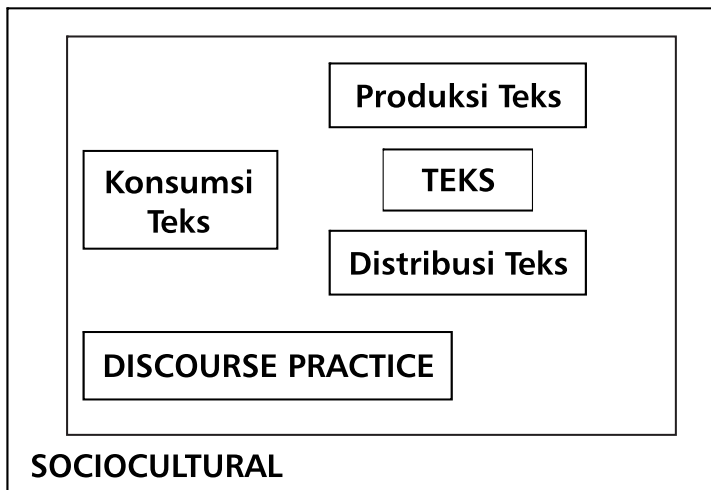 Produksi Teks
Konsumsi
Teks
TEKS
Distribusi Teks
DISCOURSE PRACTICE
SOCIOCULTURAL